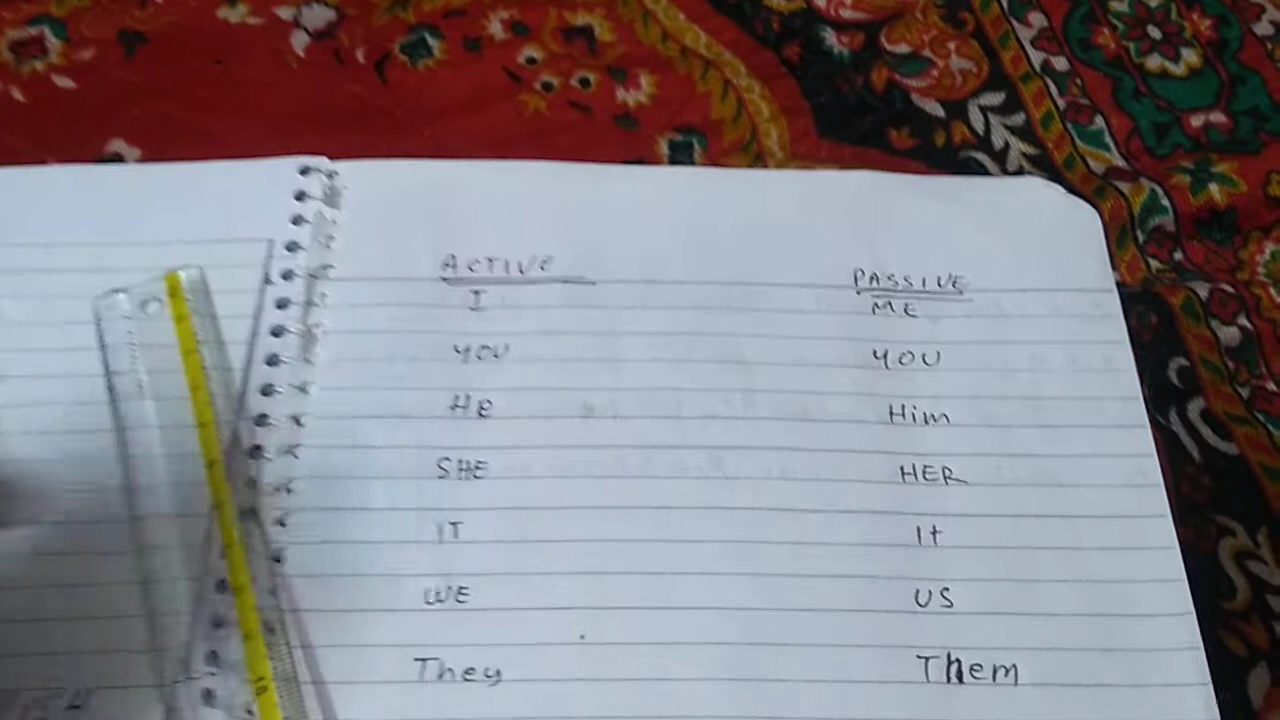 ACTIVE PASSIVE
I ME
YOU YOU
HE Him
SHE HER
IT It
WE US
They Them